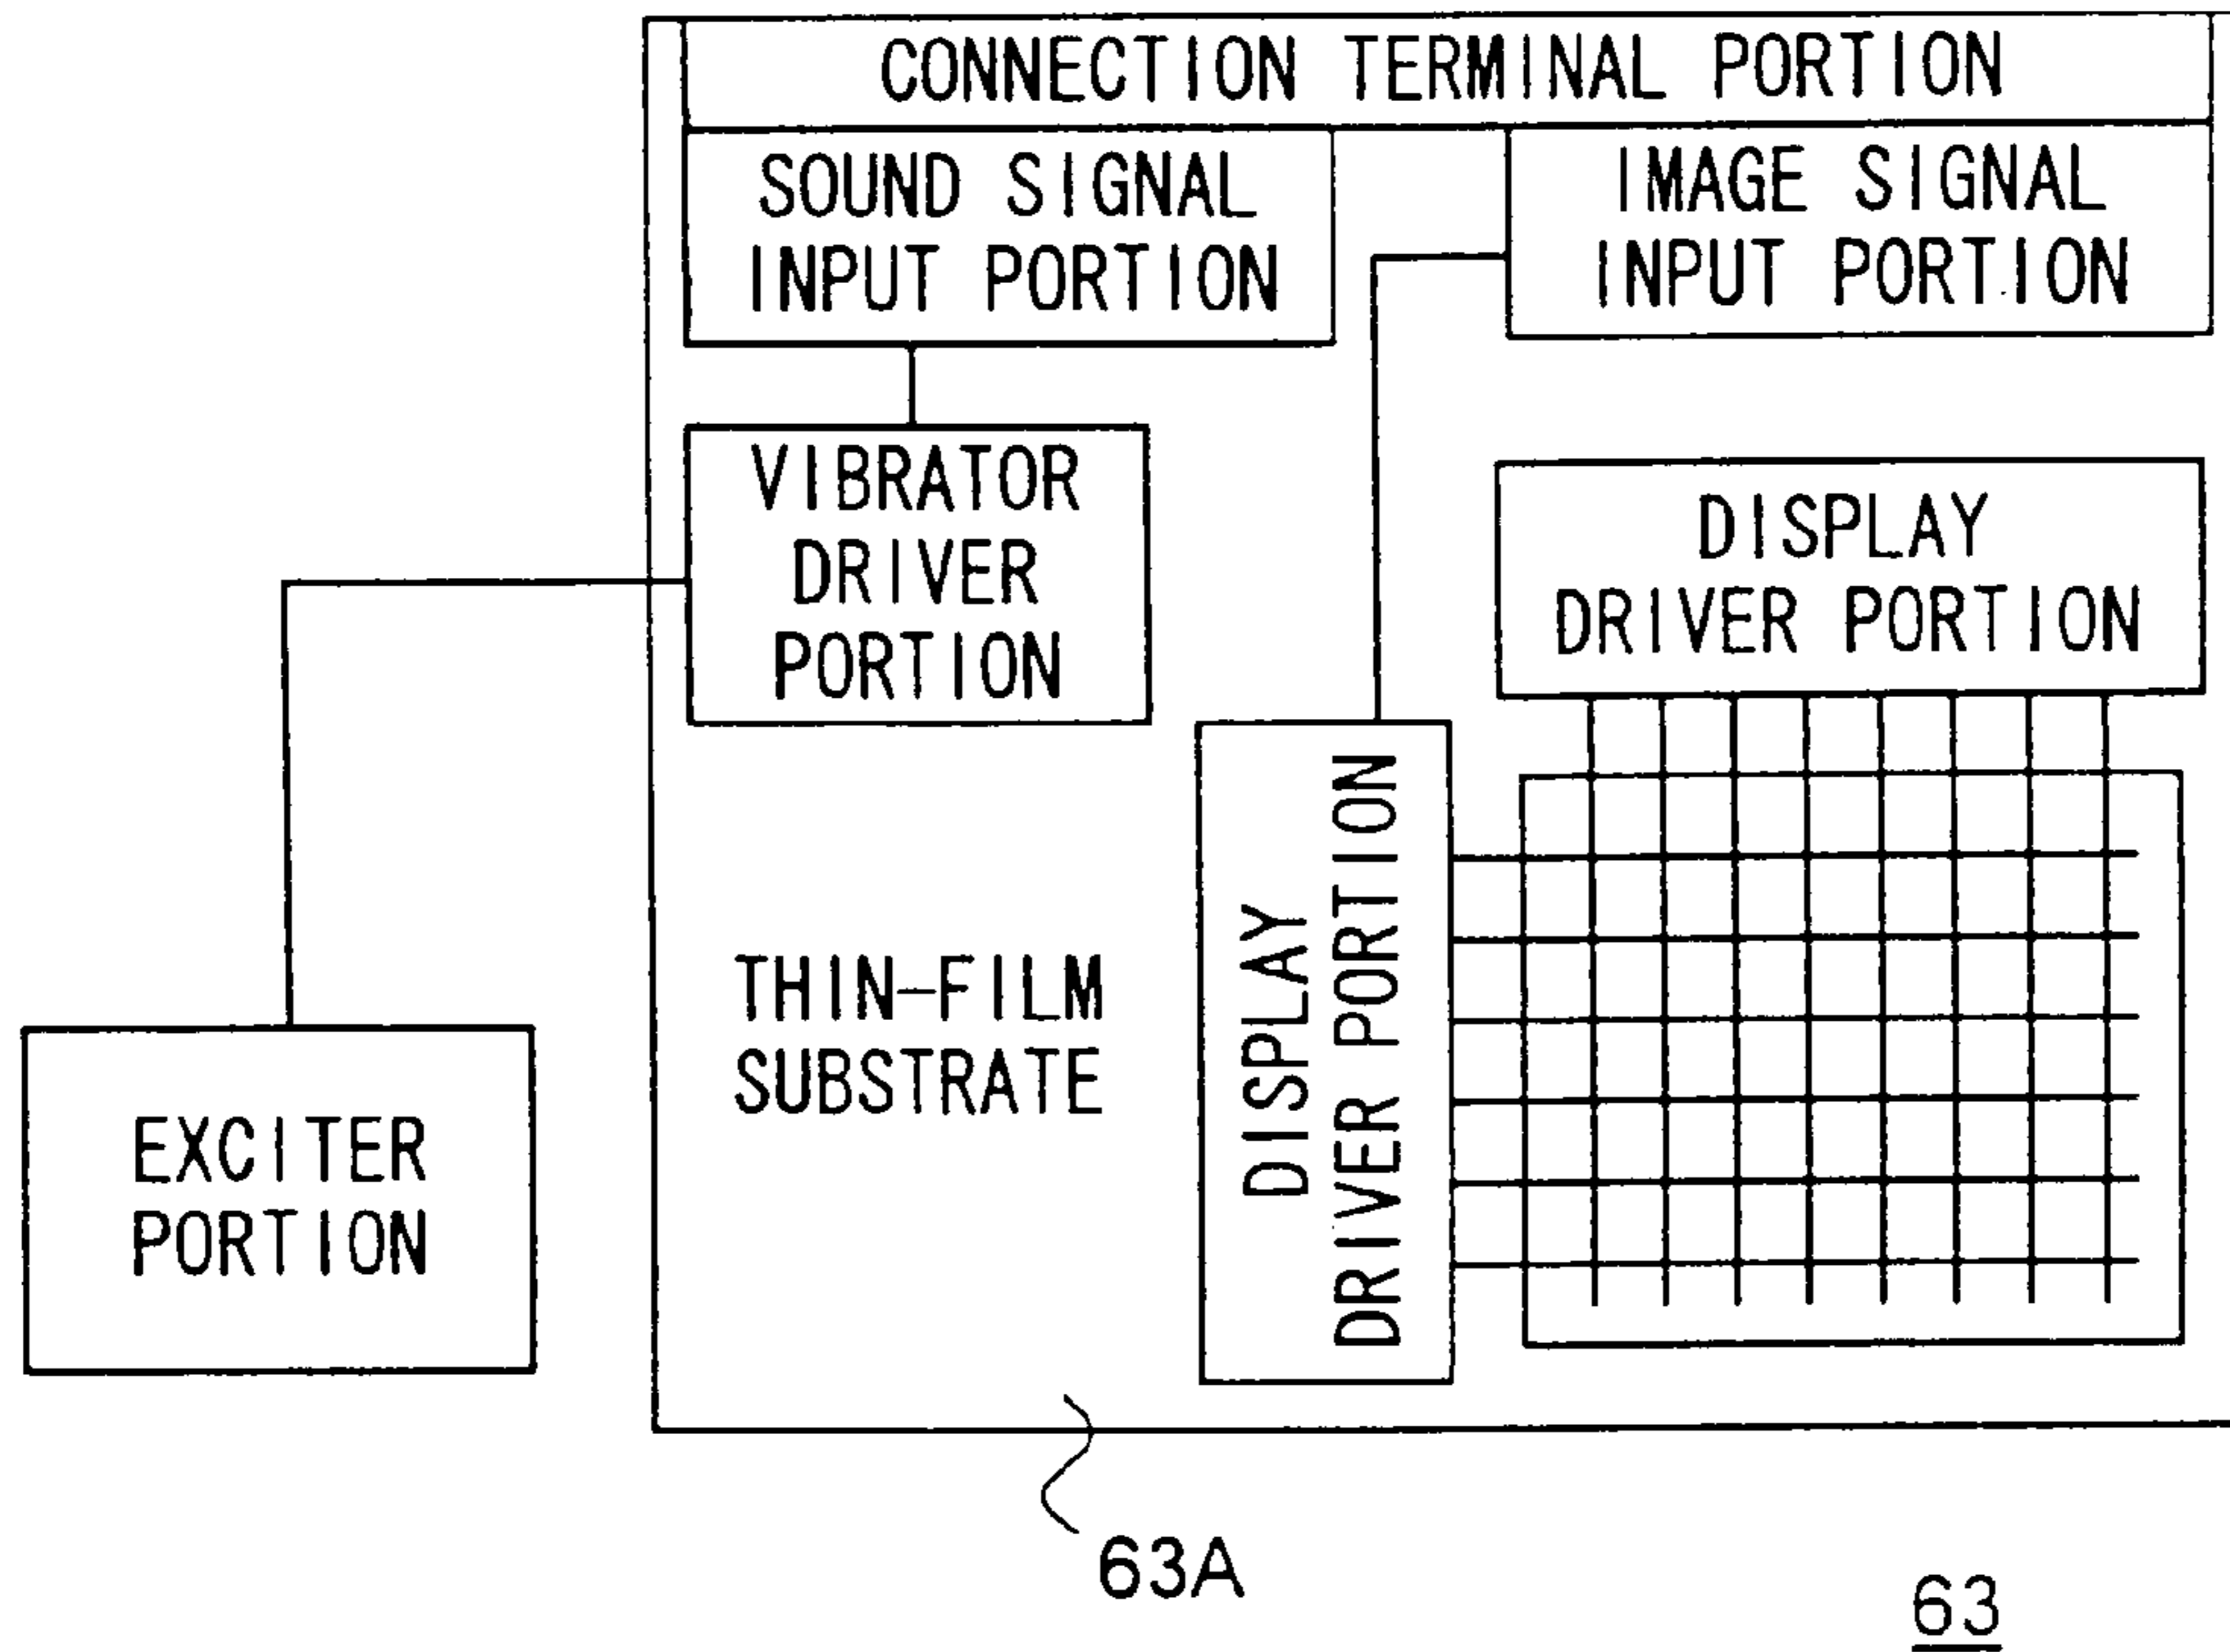 CONNECTION TERMINAL PORTION
SOUND SIGNAL
INPUT PORTION
IMAGE SIGNAL
INPUT PORTION
VIBRATOR
DRIVER
PORTION
DISPLAY
DRIVER PORTION
DISPLAY
DRIVER PORTION
THIN-FILM
SUBSTRATE
EXCITER
PORTION
63A
63